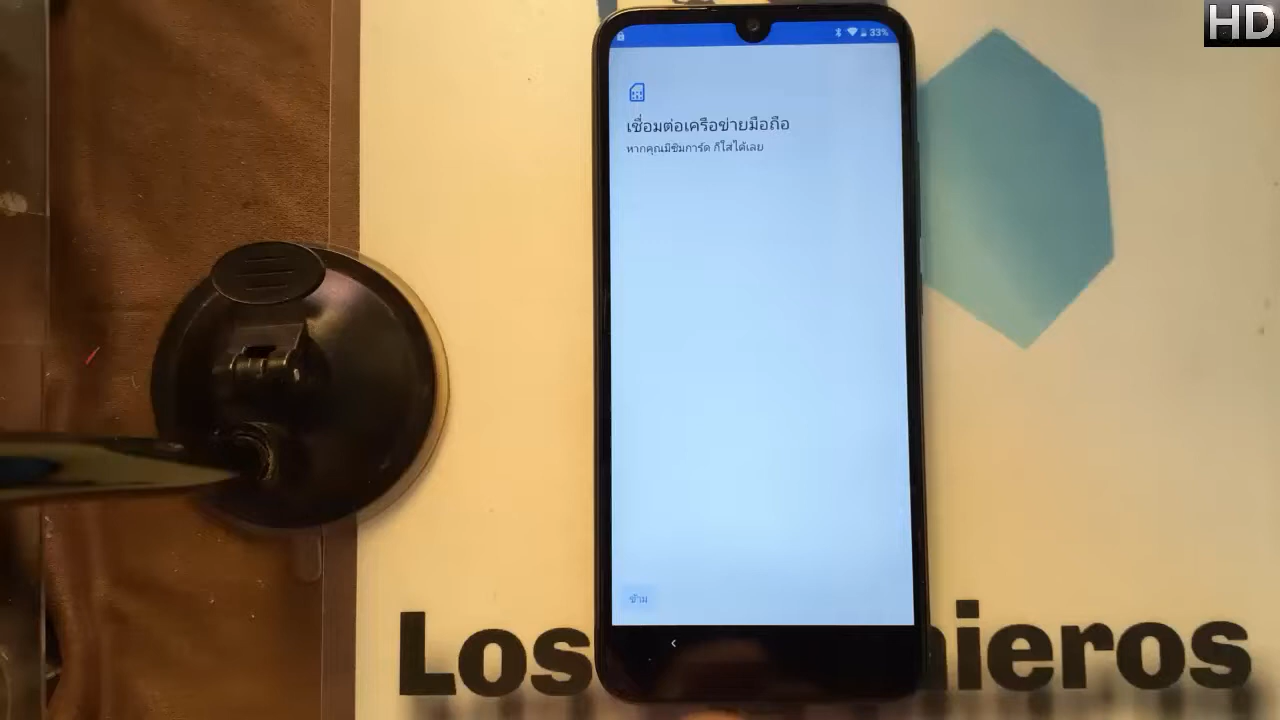 HD
33%
เชื่อมต่อเครือข่ายมือถือ
หากคุณมีซิมการ์ด ก็ใส่ได้เลย
ข้าม
Los nieros